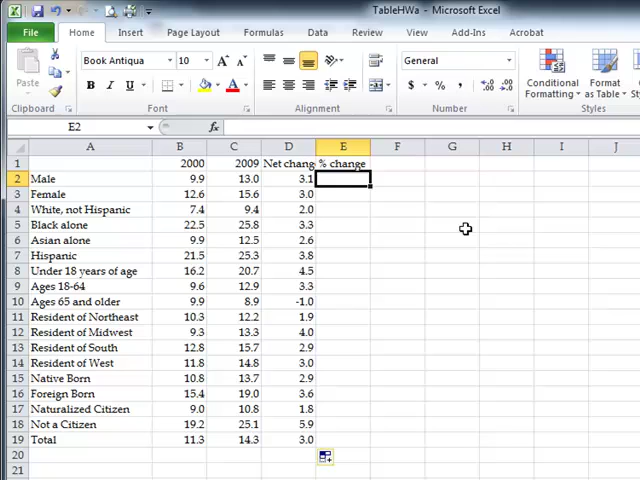 TableHWa - Microsoft Excel
File Home Insert Page Layout Formulas Data Review View Add-Ins Acrobat
Paste Book Antiqua 10 A A General Conditional Formatting Format as Table
B I U A $ % , .0 .00 .00 .0
Clipboard Font Alignment Number Styles
E2 fx
A B C D E F G H I J
1 2000 2009 Net chang % change
2 Male 9.9 13.0 3.1
3 Female 12.6 15.6 3.0
4 White, not Hispanic 7.4 9.4 2.0
5 Black alone 22.5 25.8 3.3
6 Asian alone 9.9 12.5 2.6
7 Hispanic 21.5 25.3 3.8
8 Under 18 years of age 16.2 20.7 4.5
9 Ages 18-64 9.6 12.9 3.3
10 Ages 65 and older 9.9 8.9 -1.0
11 Resident of Northeast 10.3 12.2 1.9
12 Resident of Midwest 9.3 13.3 4.0
13 Resident of South 12.8 15.7 2.9
14 Resident of West 11.8 14.8 3.0
15 Native Born 10.8 13.7 2.9
16 Foreign Born 15.4 19.0 3.6
17 Naturalized Citizen 9.0 10.8 1.8
18 Not a Citizen 19.2 25.1 5.9
19 Total 11.3 14.3 3.0
20
21